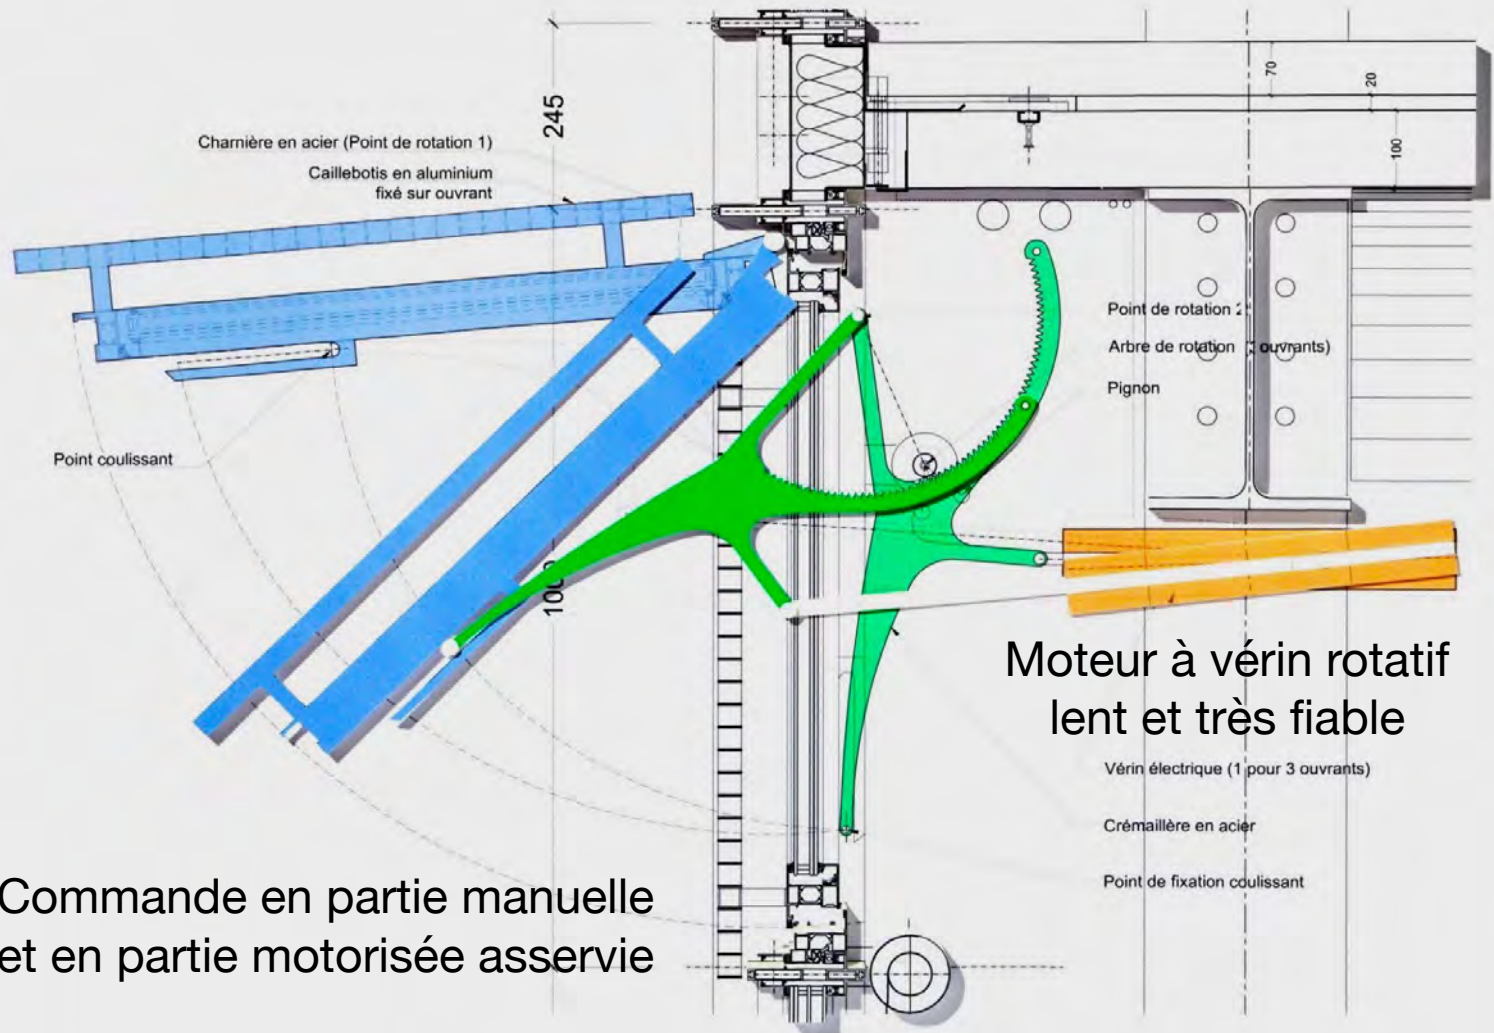 245
70
20
100
Charnière en acier (Point de rotation 1)
Caillebotis en aluminium
fixé sur ouvrant
Point de rotation 2
Arbre de rotation ouvrants)
Pignon
Point coulissant
Moteur à vérin rotatif
lent et très fiable
Vérin électrique (1 pour 3 ouvrants)
Crémaillère en acier
Point de fixation coulissant
Commande en partie manuelle
et en partie motorisée asservie